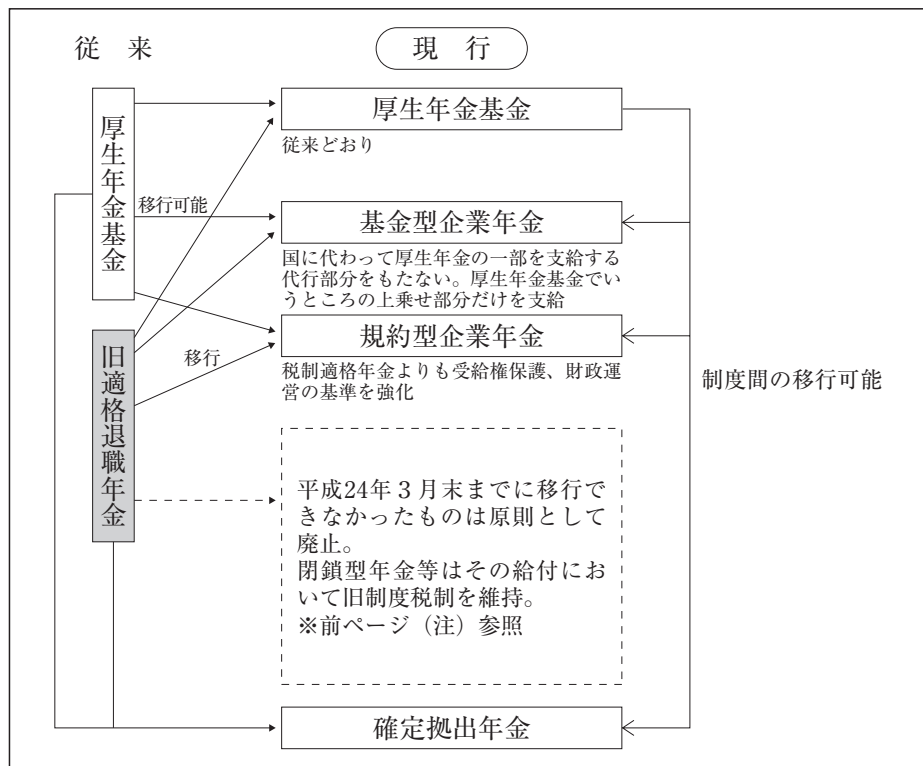 従　来
現　行
厚生年金基金
厚生年金基金
従来どおり
移行可能
基金型企業年金
国に代わって厚生年金の一部を支給する
代行部分をもたない。厚生年金基金でい
うところの上乗せ部分だけを支給
旧適格退職年金
移行
規約型企業年金
税制適格年金よりも受給権保護、財政運
営の基準を強化
制度間の移行可能
平成24年３月末までに移行で
きなかったものは原則として
廃止。
閉鎖型年金等はその給付にお
いて旧制度税制を維持。
※前ページ（注）参照
確定拠出年金